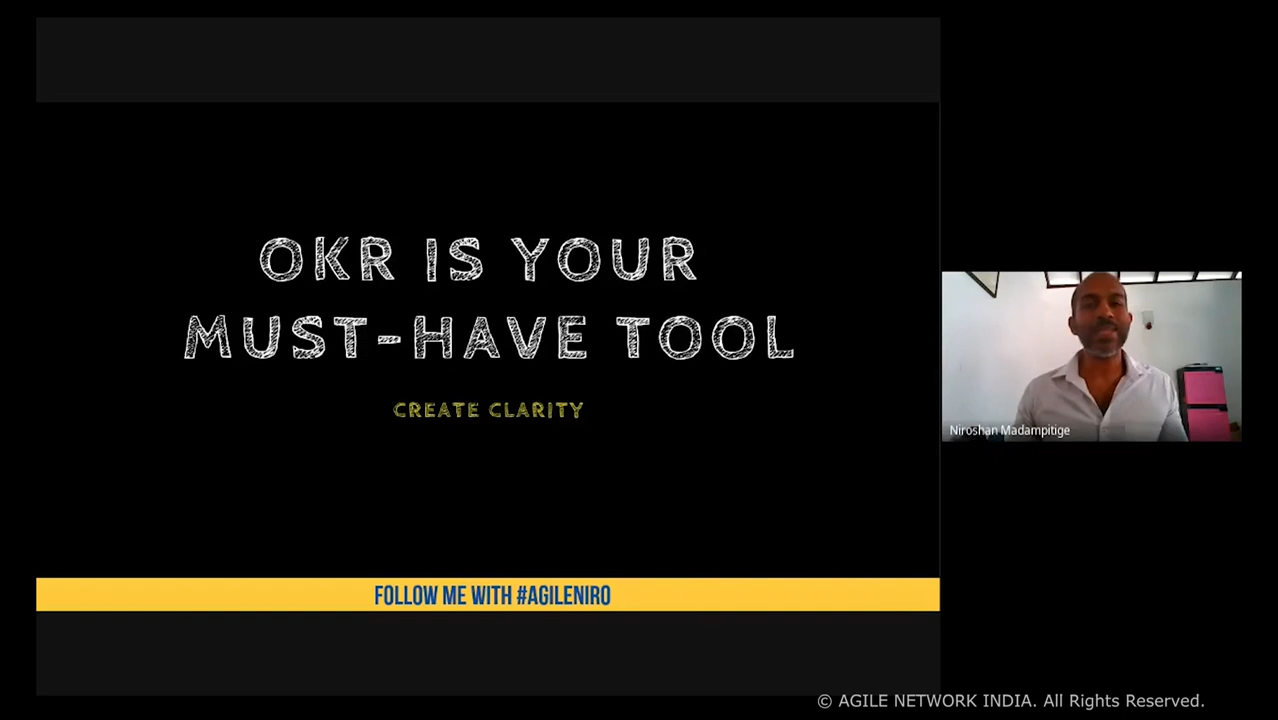 OKR IS YOUR
MUST-HAVE TOOL
CREATE CLARITY
Niroshan Madampitige
FOLLOW ME WITH #AGILENIRO
© AGILE NETWORK INDIA. All Rights Reserved.